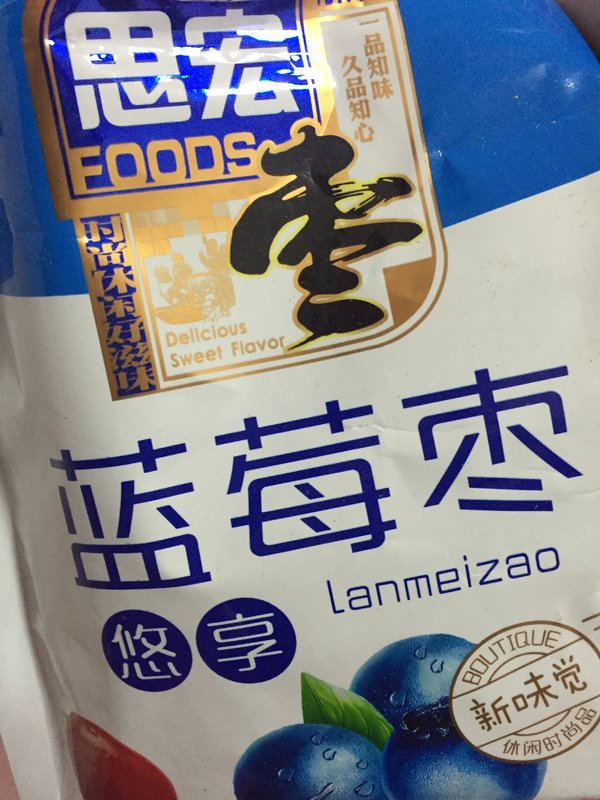 思宏
FOODS
一品知味
久品知心
枣
时尚休闲好滋味
Delicious
Sweet Flavor
蓝莓枣
lanmeizao
悠享
BOUTIQUE
新味觉
休闲时尚品